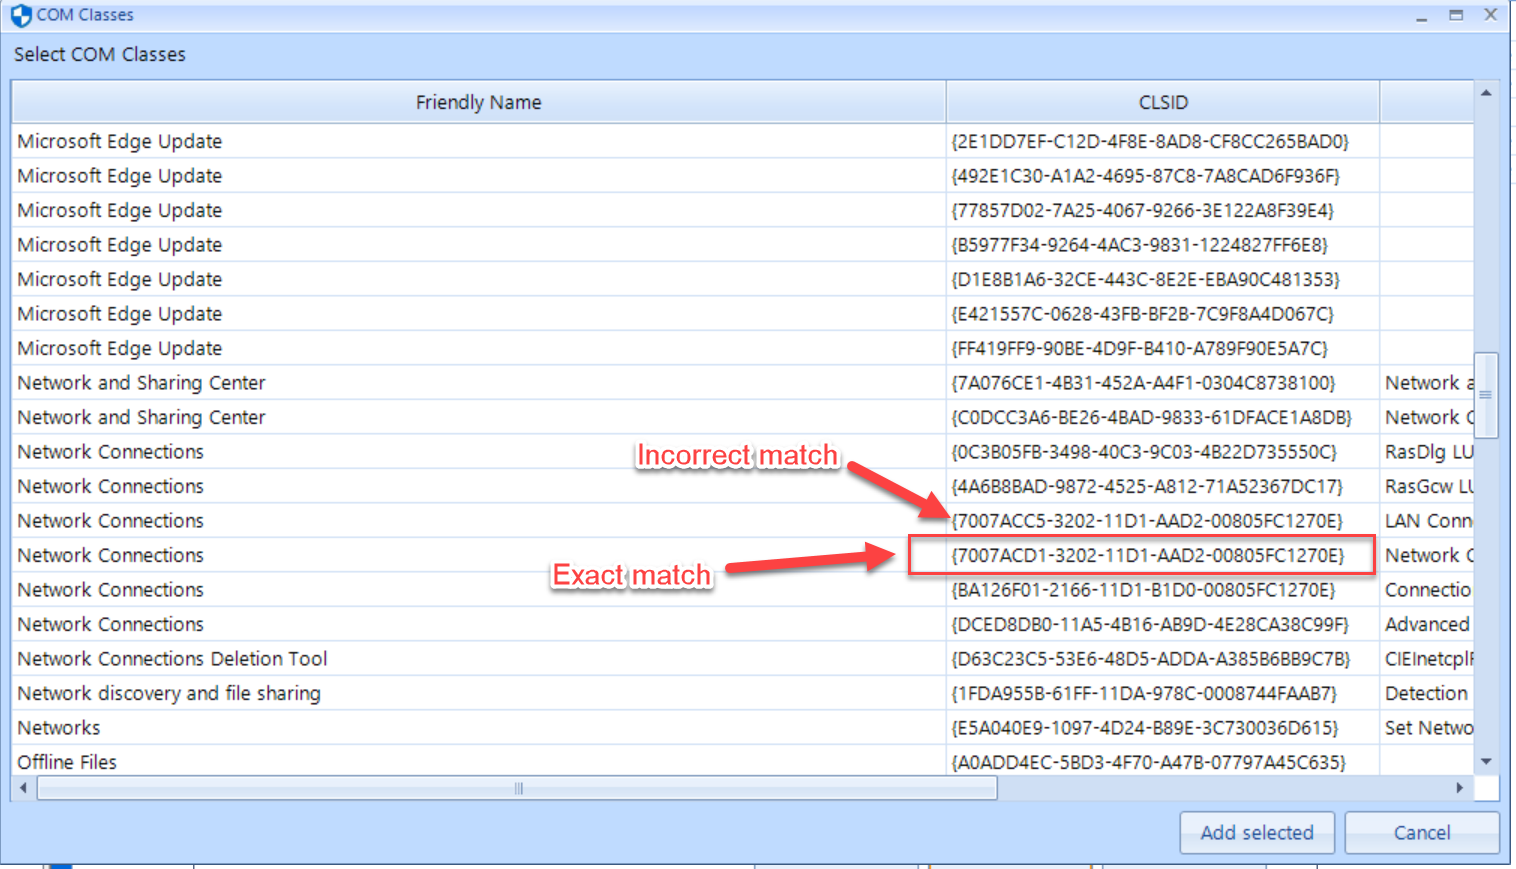 COM Classes
Select COM Classes
Friendly Name CLSID
Microsoft Edge Update {2E1DD7EF-C12D-4F8E-8AD8-CF8CC265BAD0}
Microsoft Edge Update {492E1C30-A1A2-4695-87C8-7A8CAD6F936F}
Microsoft Edge Update {77857D02-7A25-4067-9266-3E122A8F39E4}
Microsoft Edge Update {B5977F34-9264-4AC3-9831-1224827FF6E8}
Microsoft Edge Update {D1E8B1A6-32CE-443C-8E2E-EBA90C481353}
Microsoft Edge Update {E421557C-0628-43FB-BF2B-7C9F8A4D067C}
Microsoft Edge Update {FF419FF9-90BE-4D9F-B410-A789F90E5A7C}
Network and Sharing Center {7A076CE1-4B31-452A-A4F1-0304C8738100} Network a
Network and Sharing Center {C0DCC3A6-BE26-4BAD-9833-61DFACE1A8DB} Network C
Network Connections {0C3B05FB-3498-40C3-9C03-4B22D735550C} RasDlg LU
Incorrect match
Network Connections {4A6B8BAD-9872-4525-A812-71A52367DC17} RasGcw LU
Network Connections {7007ACC5-3202-11D1-AAD2-00805FC1270E} LAN Conn
Network Connections {7007ACD1-3202-11D1-AAD2-00805FC1270E} Network C
Exact match
Network Connections {BA126F01-2166-11D1-B1D0-00805FC1270E} Connectio
Network Connections {DCED8DB0-11A5-4B16-AB9D-4E28CA38C99F} Advanced
Network Connections Deletion Tool {D63C23C5-53E6-48D5-ADDA-A385B6BB9C7B} CIEInetcplF
Network discovery and file sharing {1FDA955B-61FF-11DA-978C-0008744FAAB7} Detection
Networks {E5A040E9-1097-4D24-B89E-3C730036D615} Set Netwo
Offline Files {A0ADD4EC-5BD3-4F70-A47B-07797A45C635}
Add selected Cancel